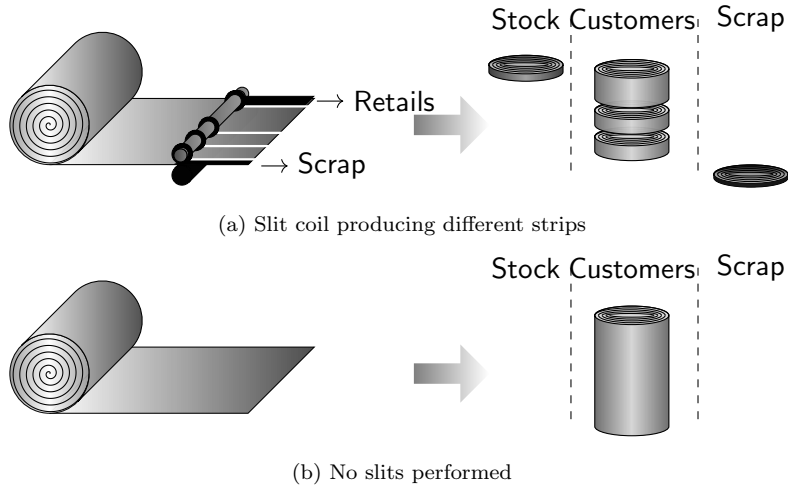 Stock Customers Scrap
Retails
Scrap
(a) Slit coil producing different strips
Stock Customers Scrap
(b) No slits performed